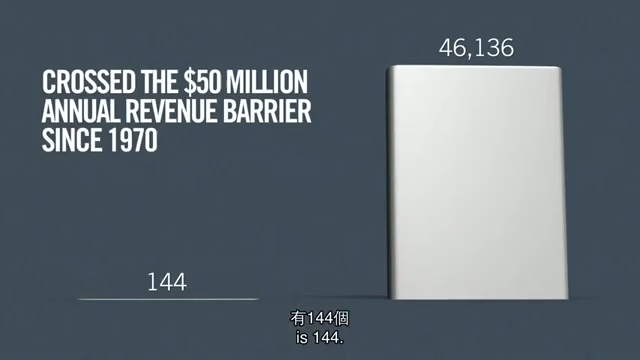 CROSSED THE $50 MILLION
ANNUAL REVENUE BARRIER
SINCE 1970
46,136
144
有144個
is 144.